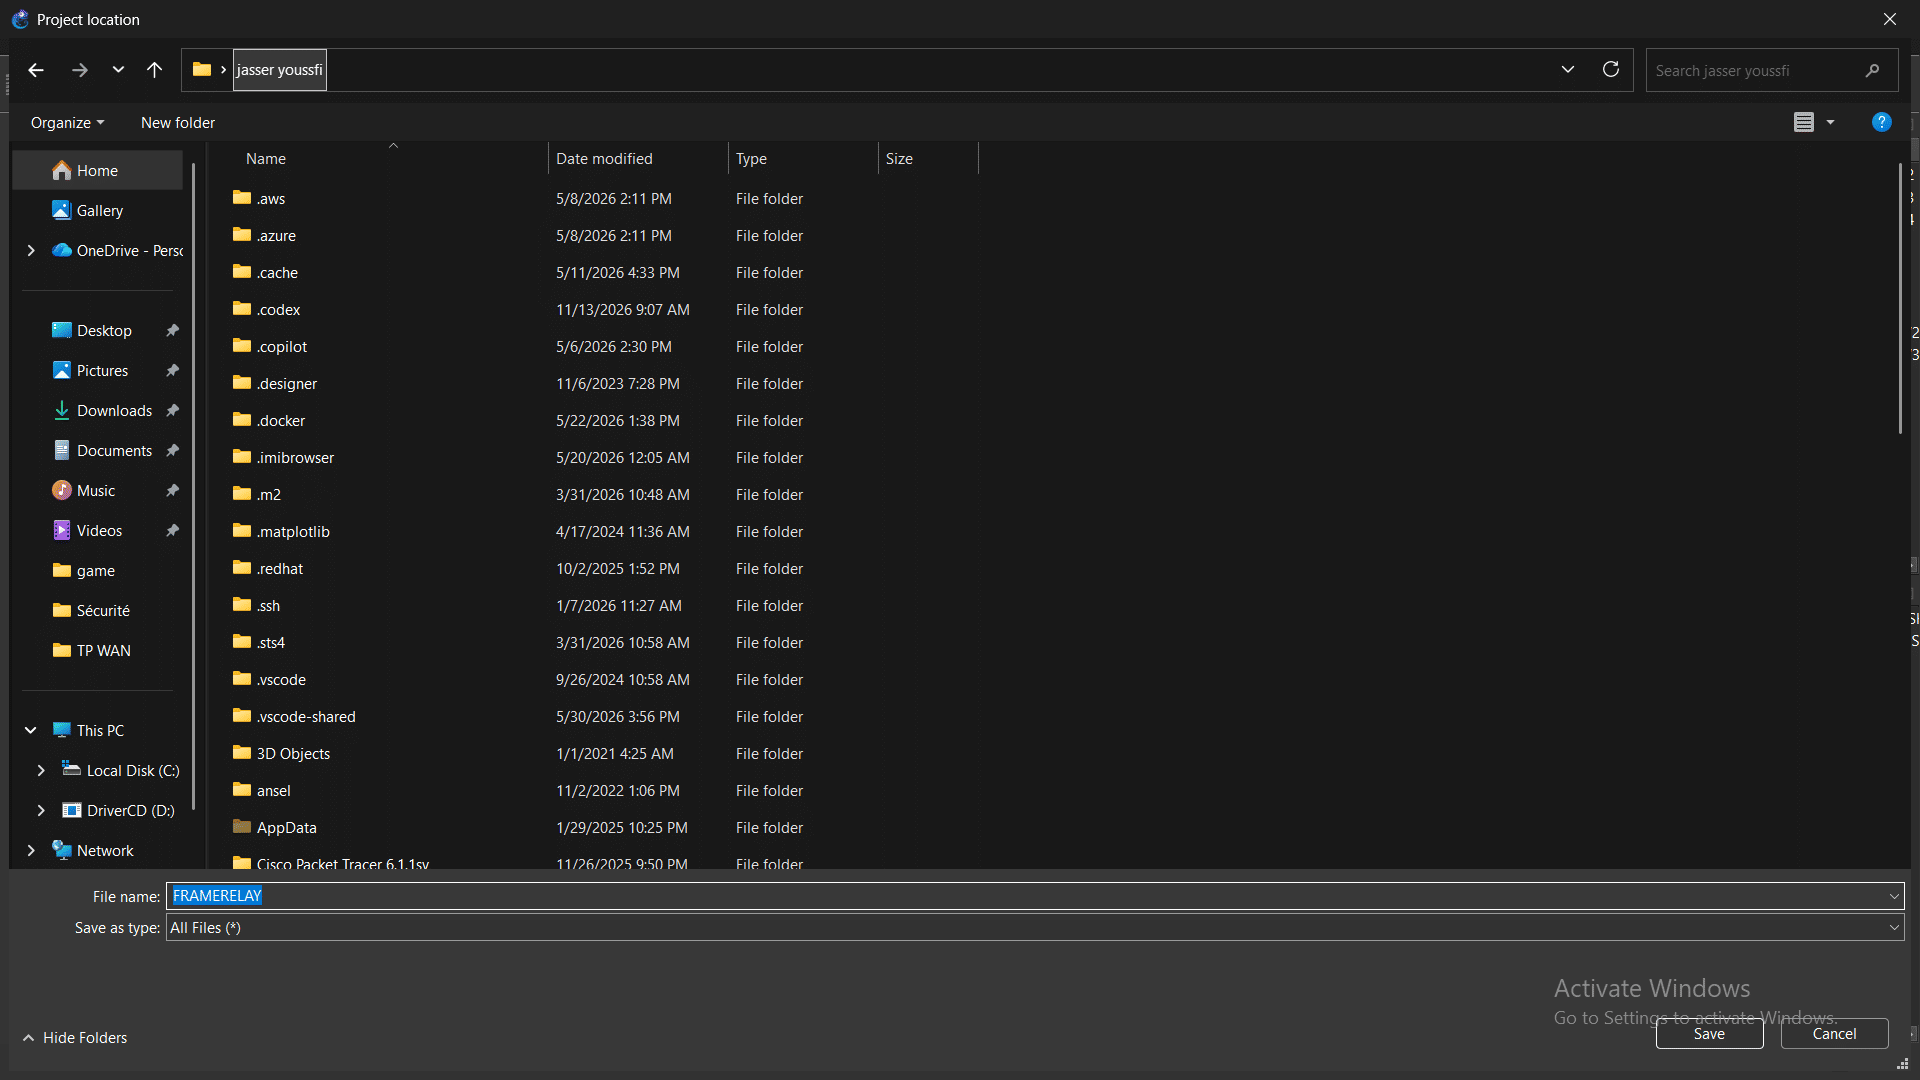 Project location
jasser youssfi
Search jasser youssfi
Organize
New folder
Name
Date modified
Type
Size
Home
Gallery
OneDrive - Persc
Desktop
Pictures
Downloads
Documents
Music
Videos
game
Sécurité
TP WAN
This PC
Local Disk (C:)
DriverCD (D:)
Network
.aws 5/8/2026 2:11 PM File folder
.azure 5/8/2026 2:11 PM File folder
.cache 5/11/2026 4:33 PM File folder
.codex 11/13/2026 9:07 AM File folder
.copilot 5/6/2026 2:30 PM File folder
.designer 11/6/2023 7:28 PM File folder
.docker 5/22/2026 1:38 PM File folder
.imibrowser 5/20/2026 12:05 AM File folder
.m2 3/31/2026 10:48 AM File folder
.matplotlib 4/17/2024 11:36 AM File folder
.redhat 10/2/2025 1:52 PM File folder
.ssh 1/7/2026 11:27 AM File folder
.sts4 3/31/2026 10:58 AM File folder
.vscode 9/26/2024 10:58 AM File folder
.vscode-shared 5/30/2026 3:56 PM File folder
3D Objects 1/1/2021 4:25 AM File folder
ansel 11/2/2022 1:06 PM File folder
AppData 1/29/2025 10:25 PM File folder
Cisco Packet Tracer 6.1.1sv 11/26/2025 9:50 PM File folder
File name: FRAMERELAY
Save as type: All Files (*)
Activate Windows
Go to Settings to activate Windows.
Hide Folders
Save
Cancel